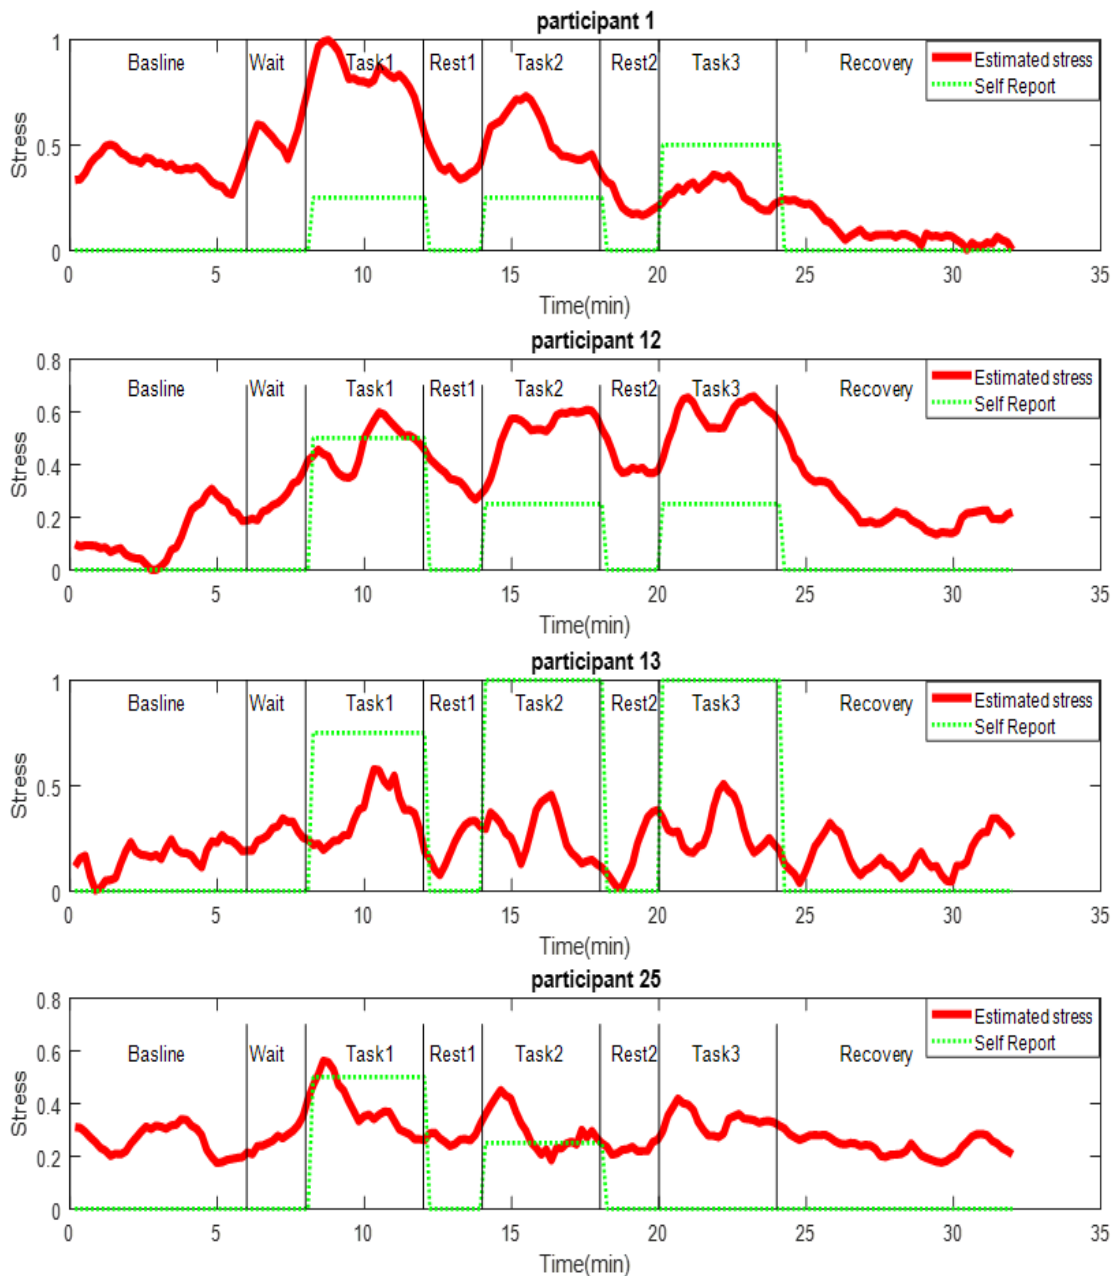 participant 1
1
Basline Wait Task1 Rest1 Task2 Rest2 Task3 Recovery
Estimated stress
Self Report
Stress
0.5
0
0 5 10 15 20 25 30 35
Time(min)
participant 12
0.8
Basline Wait Task1 Rest1 Task2 Rest2 Task3 Recovery
Estimated stress
Self Report
0.6
Stress
0.4
0.2
0
0 5 10 15 20 25 30 35
Time(min)
participant 13
1
Basline Wait Task1 Rest1 Task2 Rest2 Task3 Recovery
Estimated stress
Self Report
Stress
0.5
0
0 5 10 15 20 25 30 35
Time(min)
participant 25
0.8
Basline Wait Task1 Rest1 Task2 Rest2 Task3 Recovery
Estimated stress
Self Report
0.6
Stress
0.4
0.2
0
0 5 10 15 20 25 30 35
Time(min)